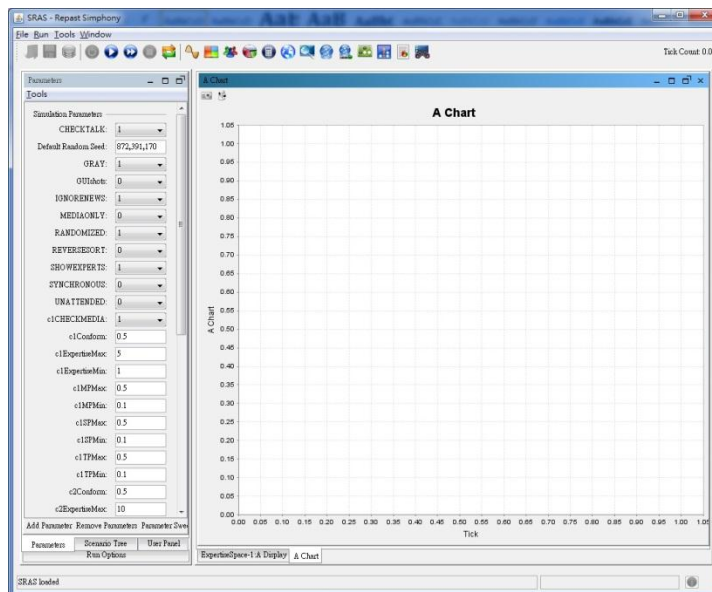 SRAS - Repast Simphony
File Run Tools Window
Tick Count: 0.0
Parameters
Tools
Simulation Parameters
CHECKTALK: 1
Default Random Seed: 872,391,170
GRAY: 1
GUIshots: 0
IGNORENEWS: 1
MEDIAONLY: 0
RANDOMIZED: 1
REVERSESORT: 0
SHOWEXPERTS: 1
SYNCHRONOUS: 0
UNATTENDED: 0
c1CHECKMEDIA: 1
c1Conform: 0.5
c1ExpertiseMax: 5
c1ExpertiseMin: 1
c1MPMax: 0.5
c1MPMin: 0.1
c1SPMax: 0.5
c1SPMin: 0.1
c1TPMax: 0.5
c1TPMin: 0.1
c2Conform: 0.5
c2ExpertiseMax: 10
Add Parameter Remove Parameters Parameter Swee
Parameters Scenario Tree User Panel
Run Options
A Chart
A Chart
A Chart
1.05
1.00
0.95
0.90
0.85
0.80
0.75
0.70
0.65
0.60
0.55
0.50
0.45
0.40
0.35
0.30
0.25
0.20
0.15
0.10
0.05
0.00
0.00 0.05 0.10 0.15 0.20 0.25 0.30 0.35 0.40 0.45 0.50 0.55 0.60 0.65 0.70 0.75 0.80 0.85 0.90 0.95 1.00 1.05
Tick
ExpertiseSpace-1:A Display A Chart
SRAS loaded